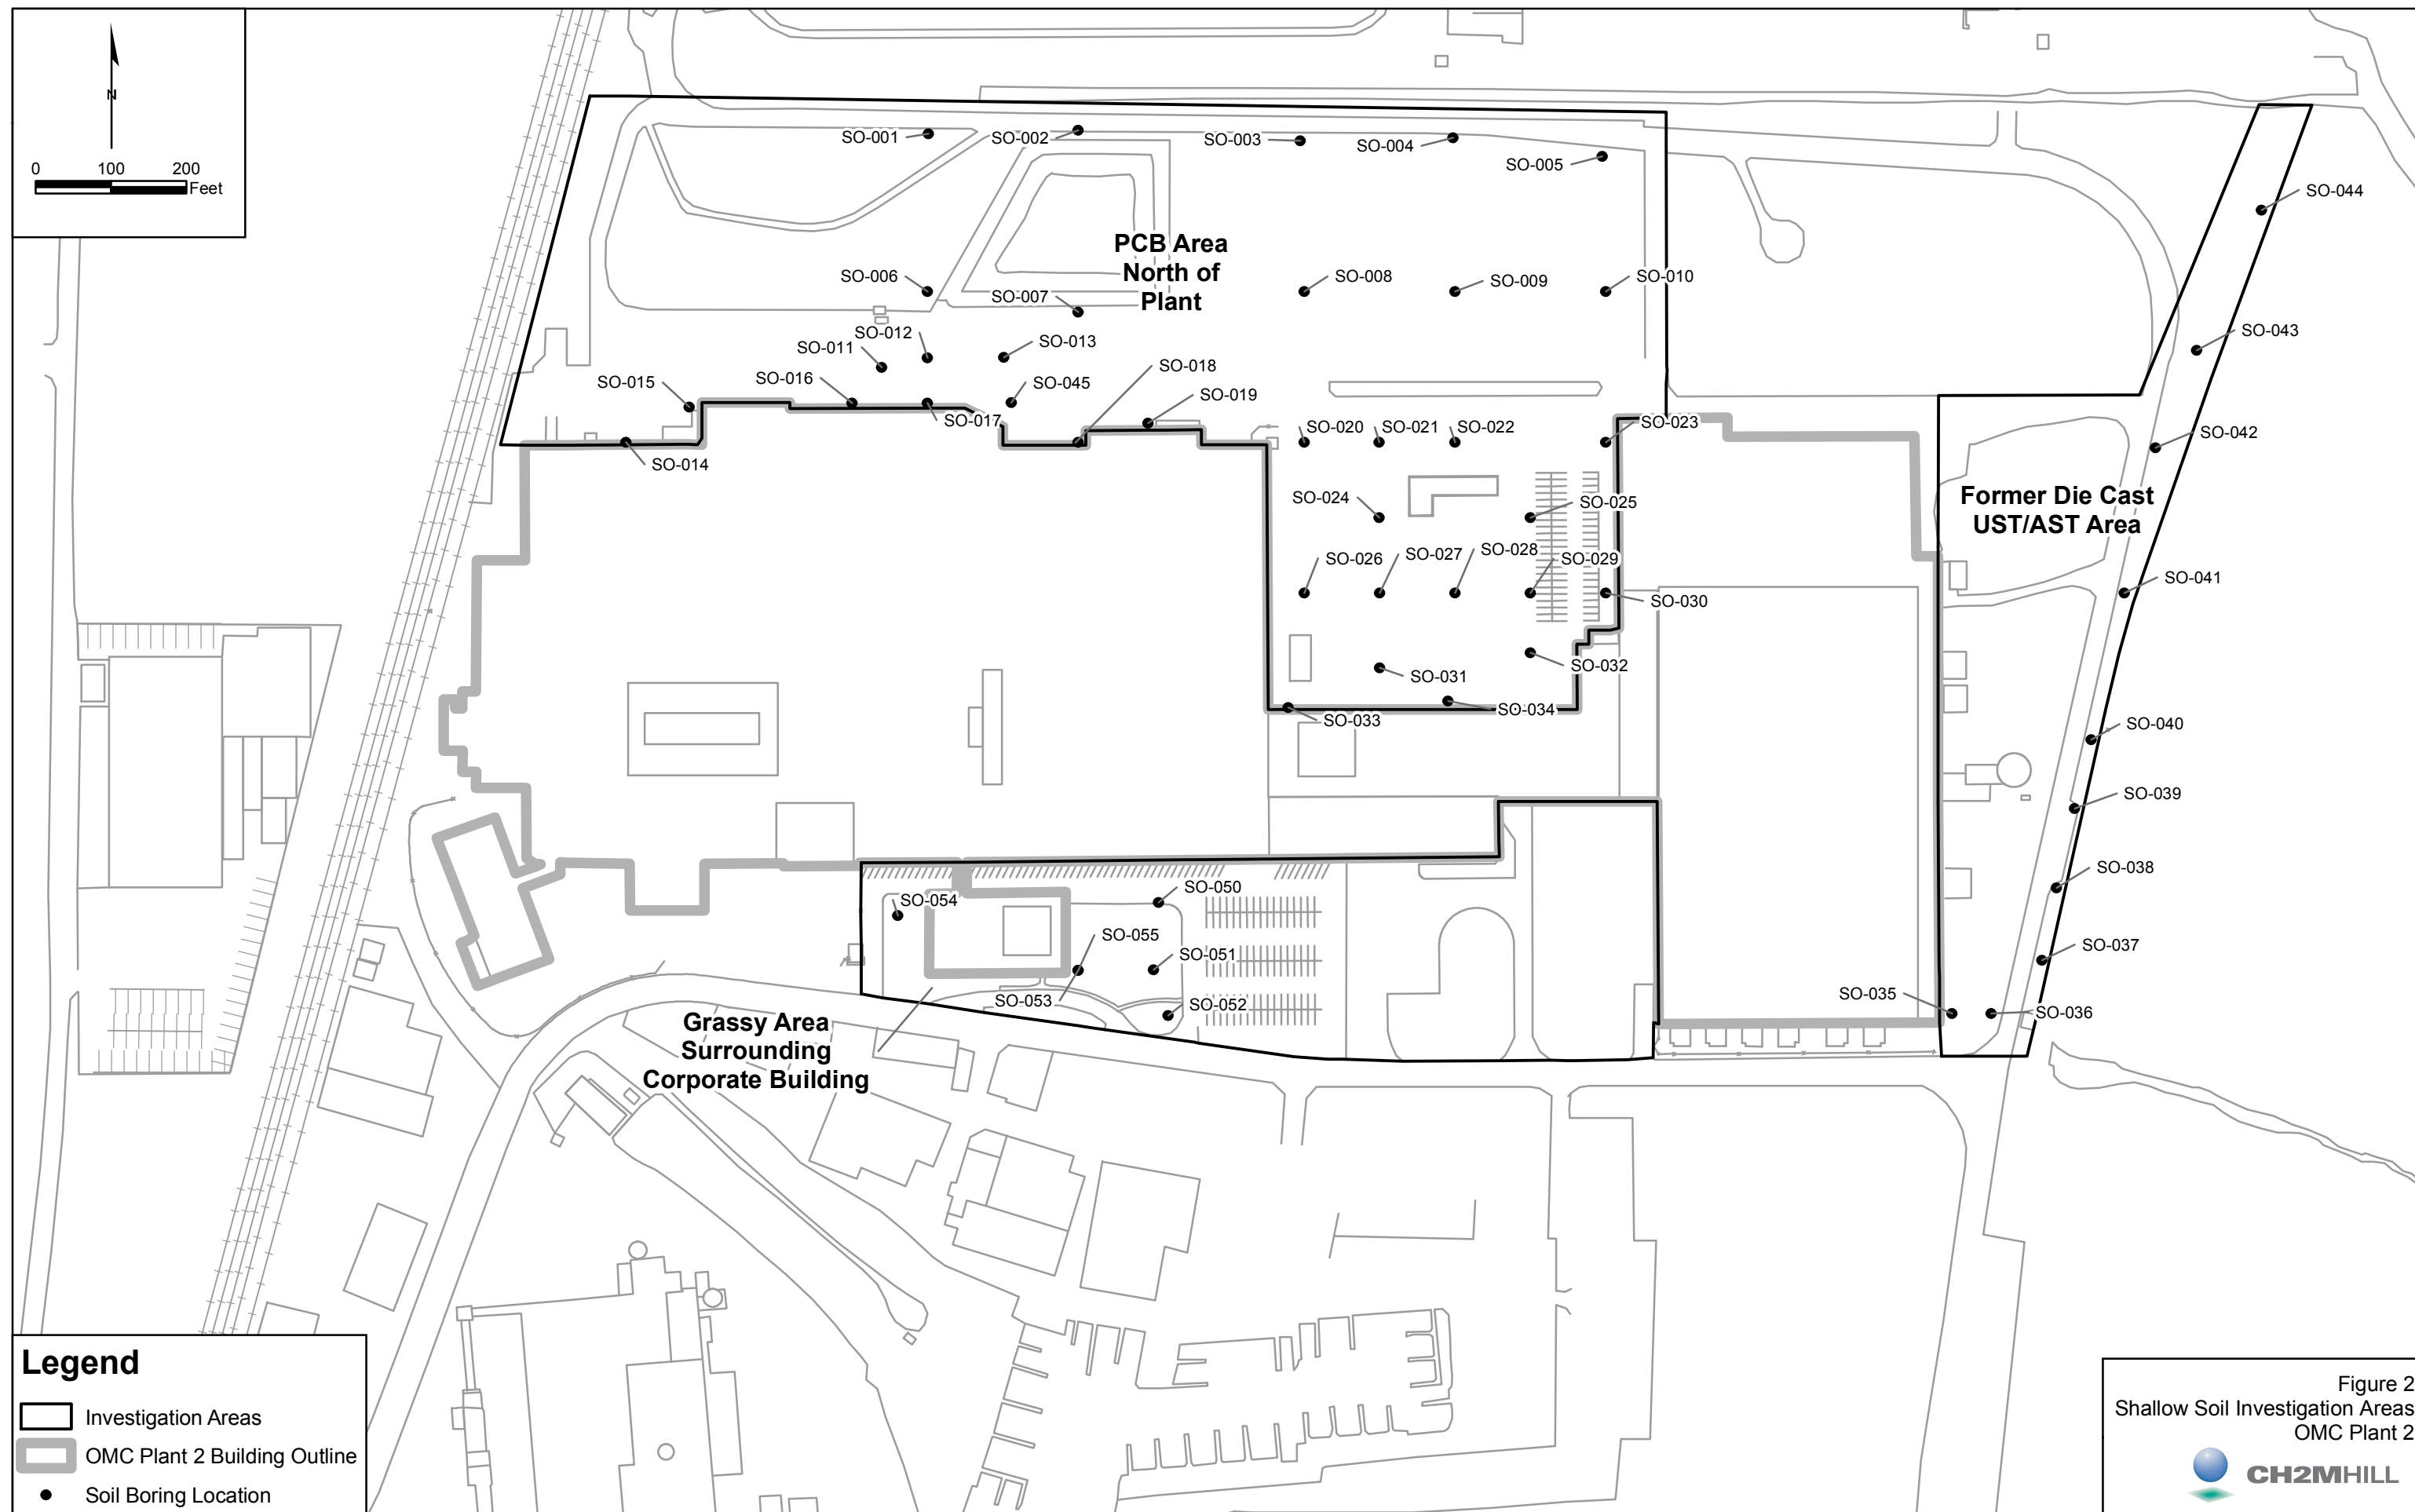 N
0 100 200
Feet
SO-001
SO-002
SO-003
SO-004
SO-005
SO-044
PCB Area
North of
Plant
SO-006
SO-007
SO-008
SO-009
SO-010
SO-012
SO-011
SO-013
SO-043
SO-018
SO-015
SO-016
SO-045
SO-019
SO-017
SO-020
SO-021
SO-022
SO-023
SO-042
SO-014
SO-024
SO-025
Former Die Cast
UST/AST Area
SO-026
SO-027
SO-028
SO-029
SO-030
SO-041
SO-031
SO-032
SO-033
SO-034
SO-040
SO-039
SO-038
SO-054
SO-050
SO-055
SO-051
SO-037
SO-053
SO-052
SO-035
SO-036
Grassy Area
Surrounding
Corporate Building
Legend
Investigation Areas
OMC Plant 2 Building Outline
Soil Boring Location
Figure 2
Shallow Soil Investigation Areas
OMC Plant 2
CH2MHILL